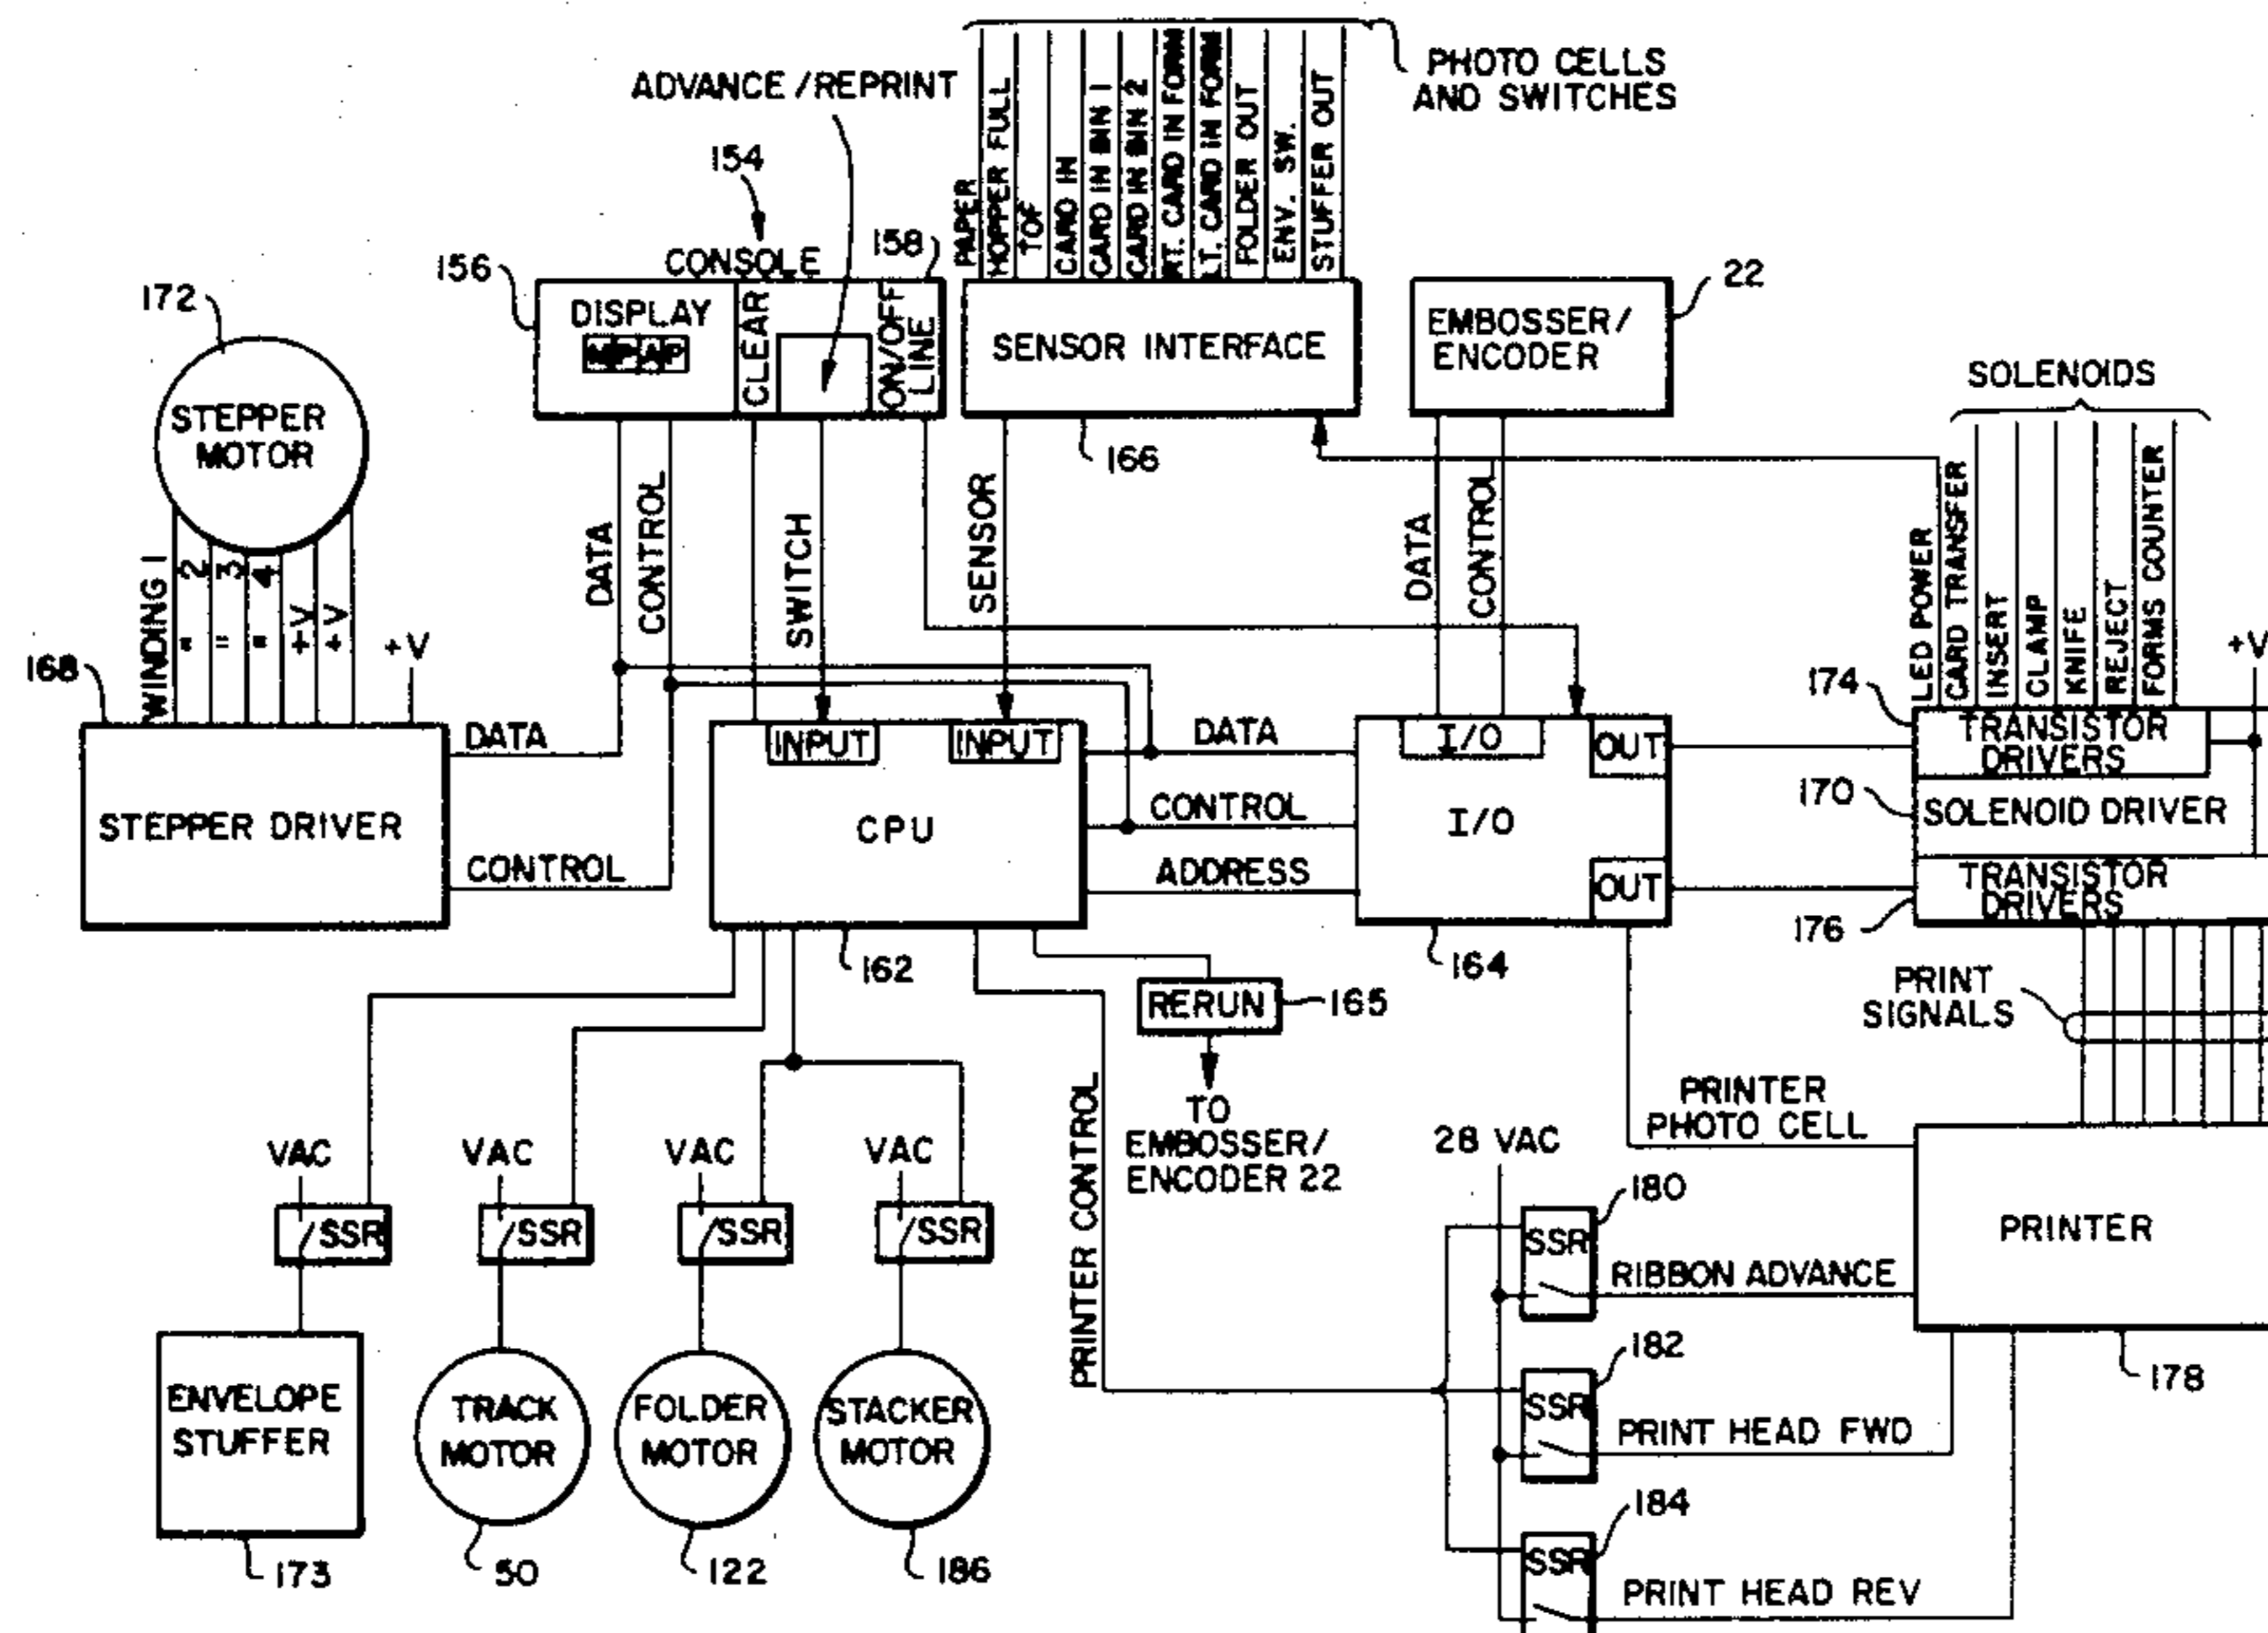 PHOTO CELLS
AND SWITCHES
ADVANCE/REPRINT
PAPER
HOPPER FULL
TOF
CARD IN
CARD IN BIN 1
CARD IN BIN 2
RT. CARD IN FORM
LT. CARD IN FORM
FOLDER OUT
ENV. SW.
STUFFER OUT
154
CONSOLE
156
158
DISPLAY
CLEAR
ON/OFF
LINE
SENSOR INTERFACE
166
EMBOSSER/
ENCODER
22
172
STEPPER
MOTOR
WINDING 1
" 2
" 3
" 4
+V
+V
+V
168
STEPPER DRIVER
DATA
CONTROL
DATA
CONTROL
SWITCH
SENSOR
DATA
CONTROL
SOLENOIDS
LED POWER
CARD TRANSFER
INSERT
CLAMP
KNIFE
REJECT
FORMS COUNTER
+V
INPUT
INPUT
CPU
162
DATA
CONTROL
ADDRESS
I/O
OUT
I/O
OUT
164
174
TRANSISTOR
DRIVERS
170
SOLENOID DRIVER
TRANSISTOR
DRIVERS
176
RERUN
165
TO
EMBOSSER/
ENCODER 22
PRINT
SIGNALS
PRINTER
PHOTO CELL
PRINTER CONTROL
VAC
SSR
VAC
SSR
VAC
SSR
VAC
SSR
ENVELOPE
STUFFER
173
TRACK
MOTOR
50
FOLDER
MOTOR
122
STACKER
MOTOR
186
28 VAC
180
SSR
RIBBON ADVANCE
182
SSR
PRINT HEAD FWD
184
SSR
PRINT HEAD REV
PRINTER
178